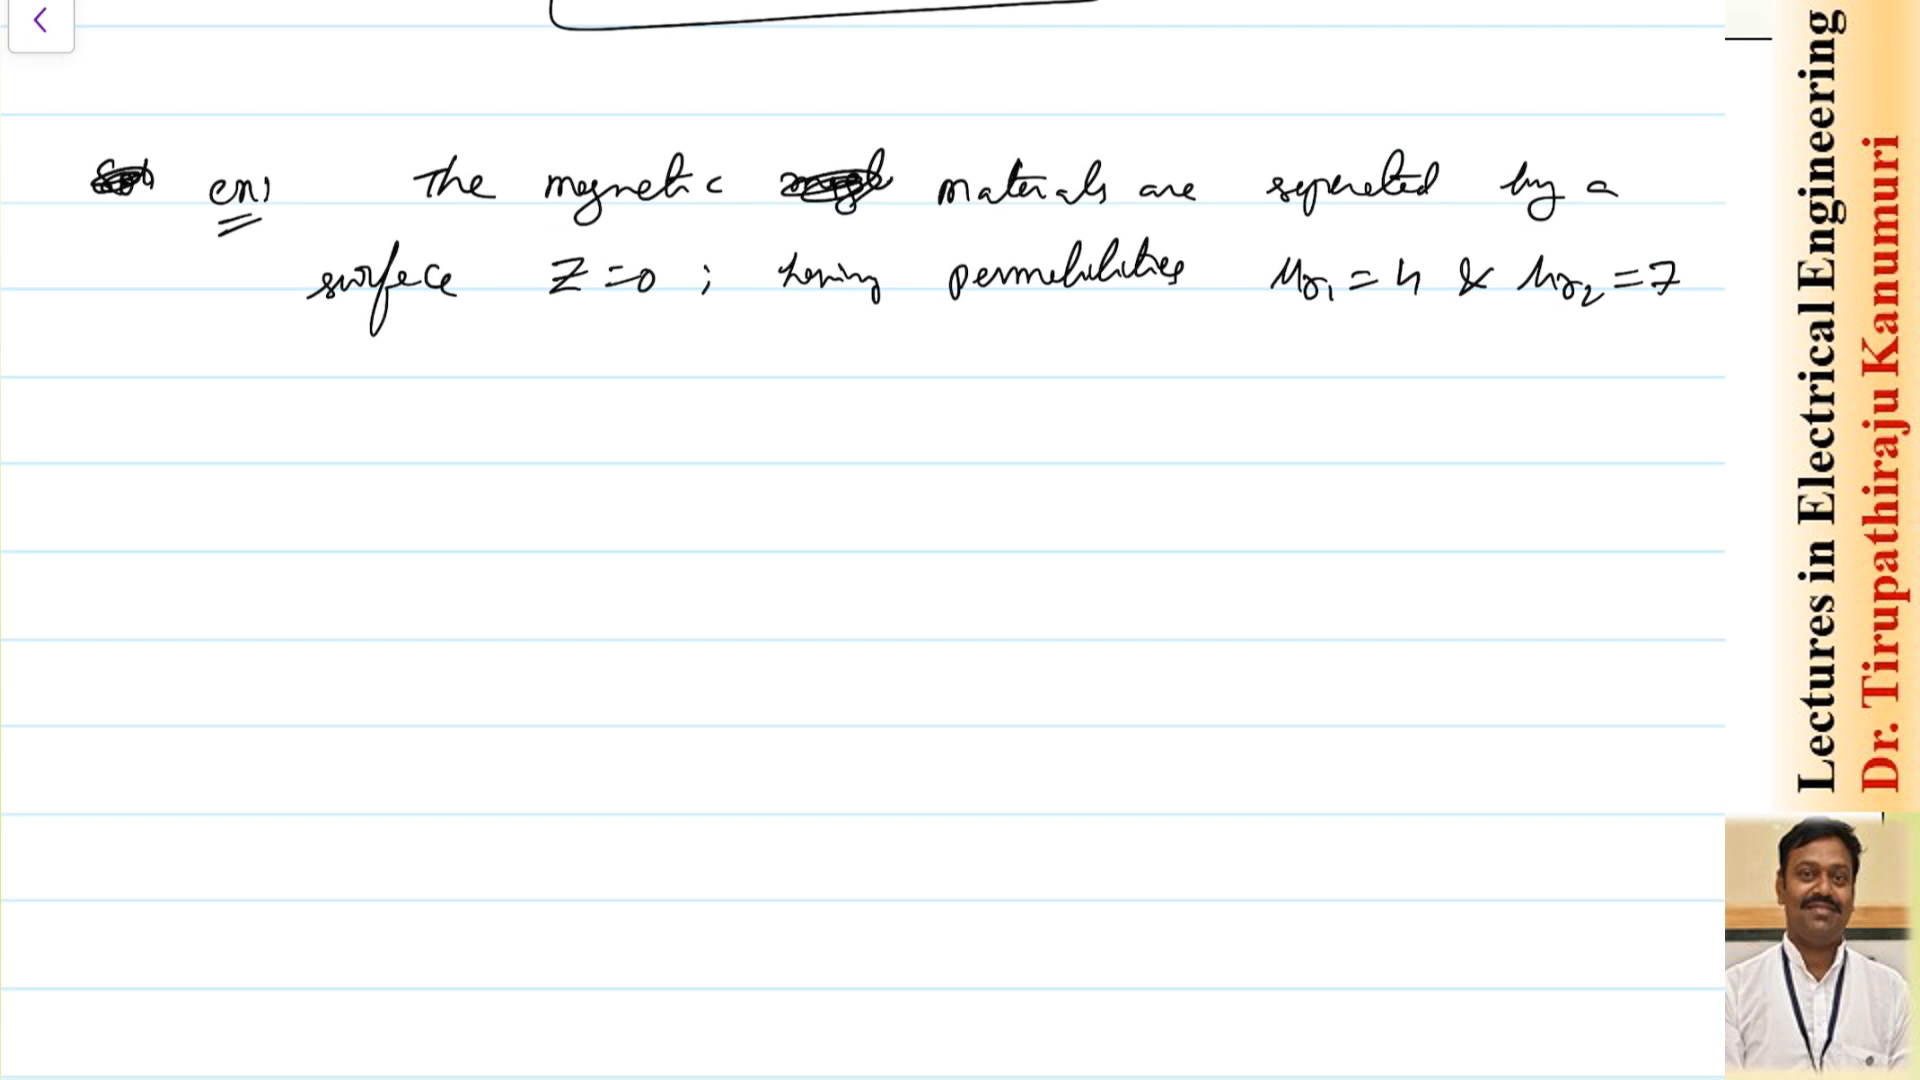 ex: The magnetic materials are separated by a
surface Z=0 ; having permebilities μr1 = 4 & μr2 = 7
Lectures in Electrical Engineering
Dr. Tirupathiraju Kanumuri